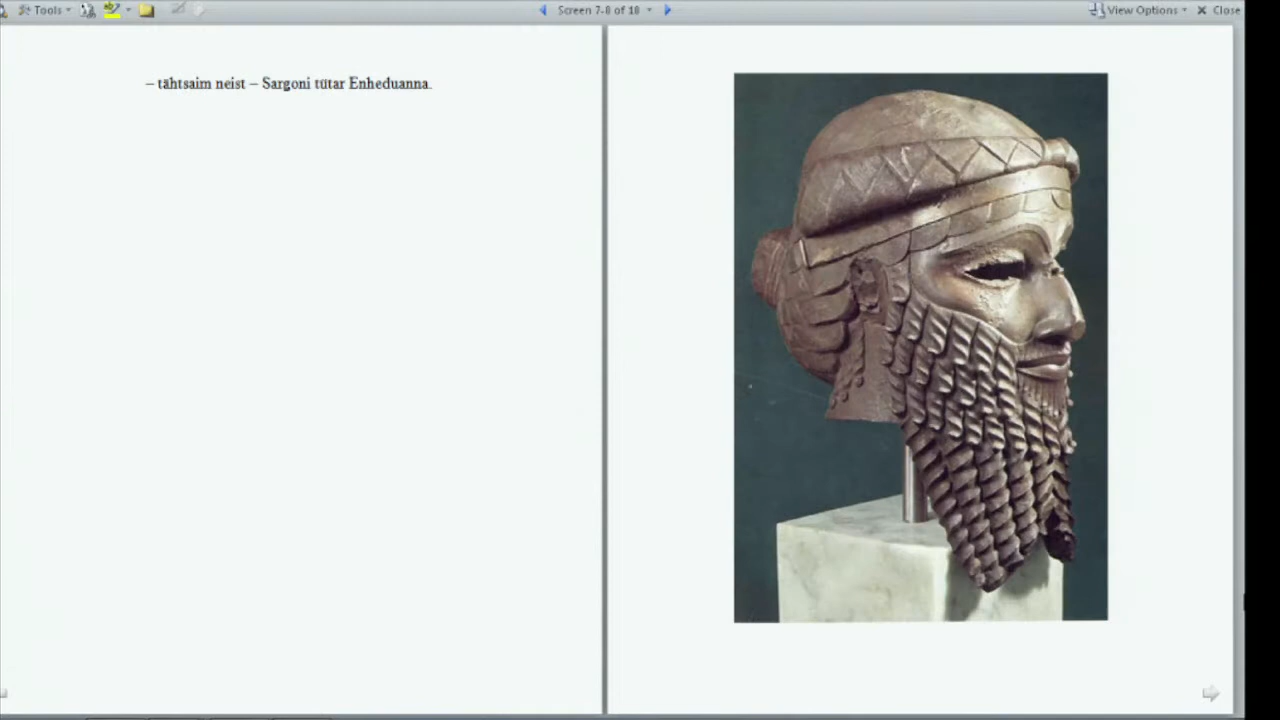 Tools
Screen 7-8 of 18
View Options
Close
– tähtsaim neist – Sargoni tütar Enheduanna.